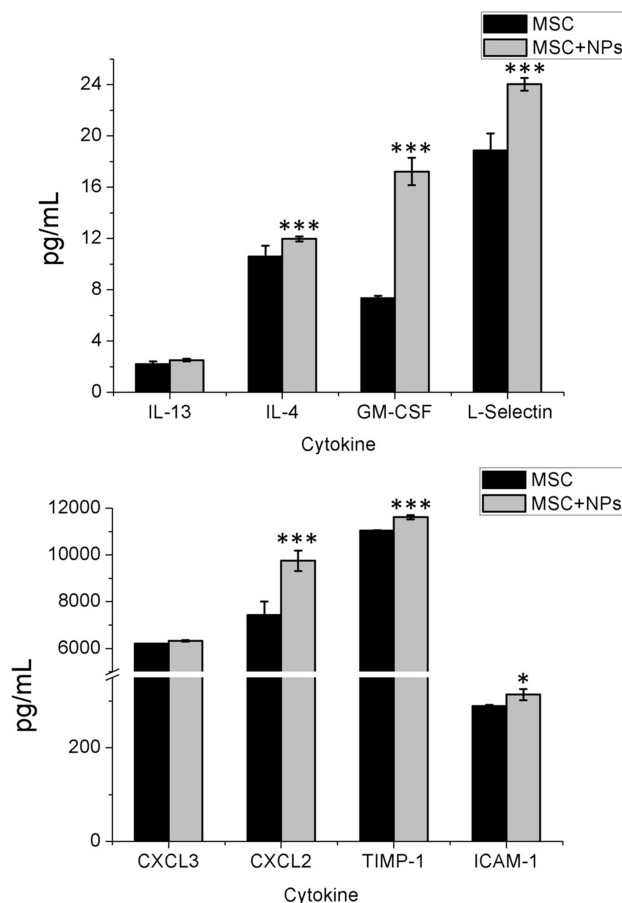 MSC
MSC+NPs
24
20
16
12
8
4
0
pg/mL
***
***
***
IL-13 IL-4 GM-CSF L-Selectin
Cytokine
MSC
MSC+NPs
12000
10000
8000
6000
200
0
pg/mL
***
***
*
CXCL3 CXCL2 TIMP-1 ICAM-1
Cytokine